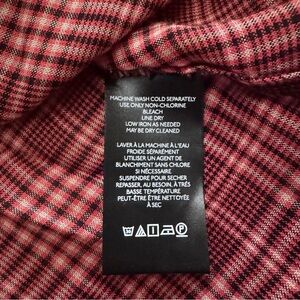 MACHINE WASH COLD SEPARATELY
USE ONLY NON-CHLORINE
BLEACH
LINE DRY
LOW IRON AS NEEDED
MAY BE DRY CLEANED
LAVER À LA MACHINE À L'EAU
FROIDE SÉPARÉMENT
UTILISER UN AGENT DE
BLANCHIMENT SANS CHLORE
SI NÉCESSAIRE
SUSPENDRE POUR SECHER
REPASSER, AU BESOIN, À TRÈS
BASSE TEMPÉRATURE
PEUT-ÊTRE ÊTRE NETTOYÉE
À SEC